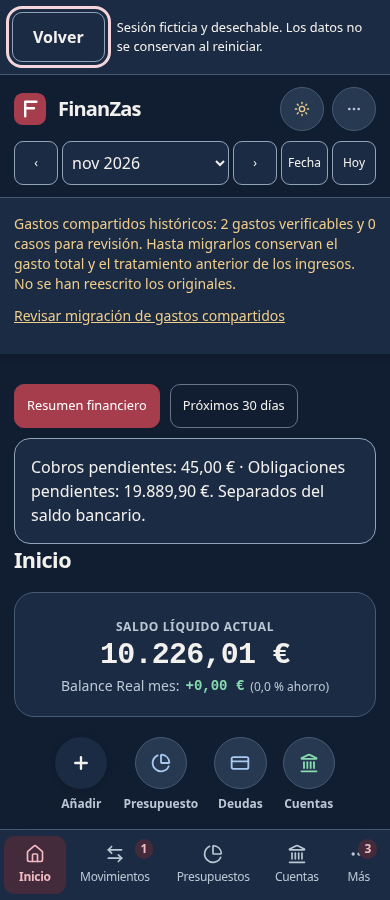 Volver
Sesión ficticia y desechable. Los datos no
se conservan al reiniciar.
F FinanZas
‹ nov 2026 › Fecha Hoy
Gastos compartidos históricos: 2 gastos verificables y 0
casos para revisión. Hasta migrarlos conservan el
gasto total y el tratamiento anterior de los ingresos.
No se han reescrito los originales.
Revisar migración de gastos compartidos
Resumen financiero Próximos 30 días
Cobros pendientes: 45,00 € · Obligaciones
pendientes: 19.889,90 €. Separados del
saldo bancario.
Inicio
SALDO LÍQUIDO ACTUAL
10.226,01 €
Balance Real mes: +0,00 € (0,0 % ahorro)
Añadir Presupuesto Deudas Cuentas
1 3
Inicio Movimientos Presupuestos Cuentas Más